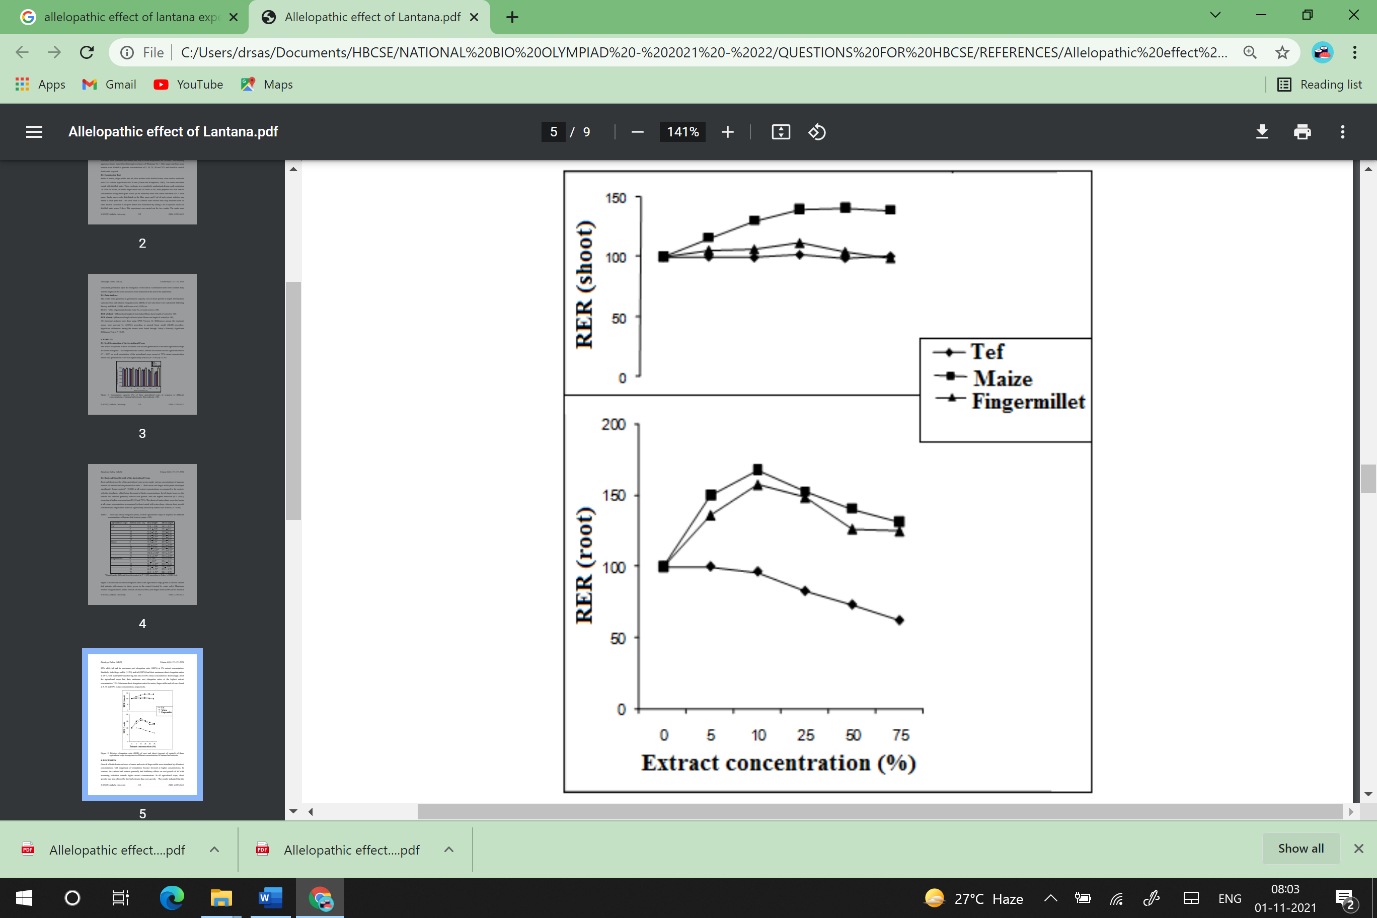 allelopathic effect of lantana exp
Allelopathic effect of Lantana.pdf
File
C:/Users/drsas/Documents/HBCSE/NATIONAL%20BIO%20OLYMPIAD%20-%202021%20-%2022/QUESTIONS%20FOR%20HBCSE/REFERENCES/Allelopathic%20effect%2...
Apps
Gmail
YouTube
Maps
Reading list
Allelopathic effect of Lantana.pdf
5 / 9
141%
2
3
4
5
150
100
50
0
RER (shoot)
Tef
Maize
Fingermillet
200
150
100
50
0
RER (root)
0 5 10 25 50 75
Extract concentration (%)
Allelopathic effect....pdf
Allelopathic effect....pdf
Show all
27°C Haze
ENG
08:03
01-11-2021
2